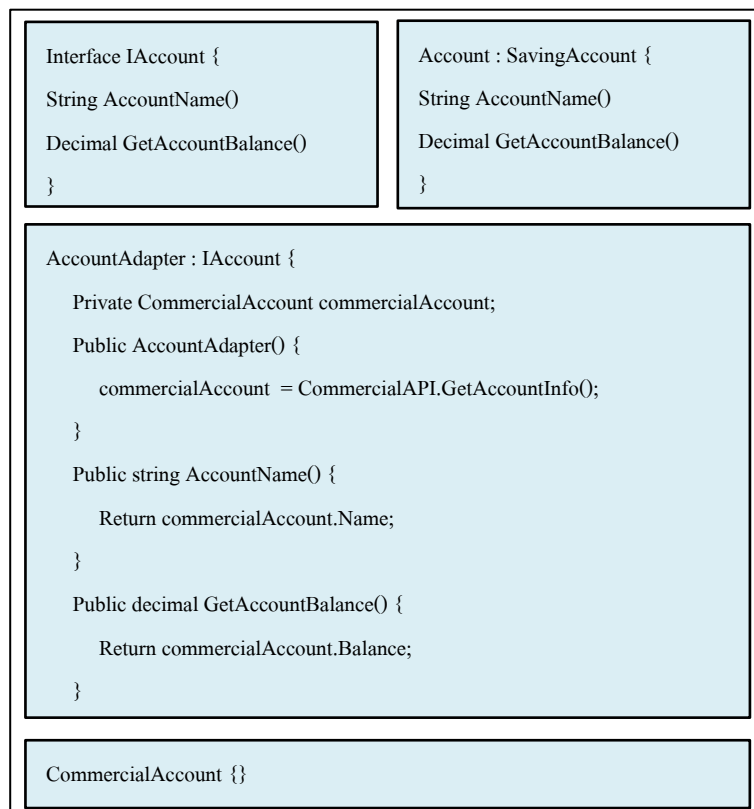 Interface IAccount {
String AccountName()
Decimal GetAccountBalance()
}
Account : SavingAccount {
String AccountName()
Decimal GetAccountBalance()
}
AccountAdapter : IAccount {
Private CommercialAccount commercialAccount;
Public AccountAdapter() {
commercialAccount = CommercialAPI.GetAccountInfo();
}
Public string AccountName() {
Return commercialAccount.Name;
}
Public decimal GetAccountBalance() {
Return commercialAccount.Balance;
}
CommercialAccount {}